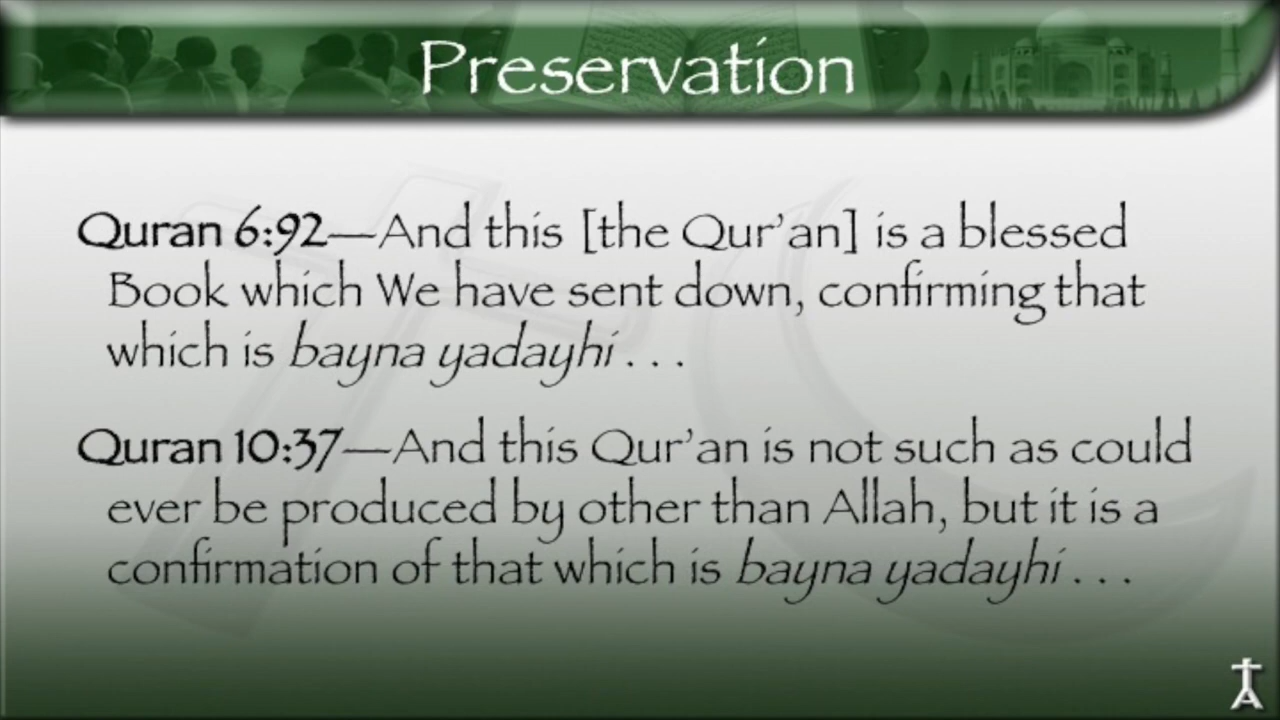 Preservation
Quran 6:92—And this [the Qur’an] is a blessed
Book which We have sent down, confirming that
which is bayna yadayhi . . .
Quran 10:37—And this Qur’an is not such as could
ever be produced by other than Allah, but it is a
confirmation of that which is bayna yadayhi . . .